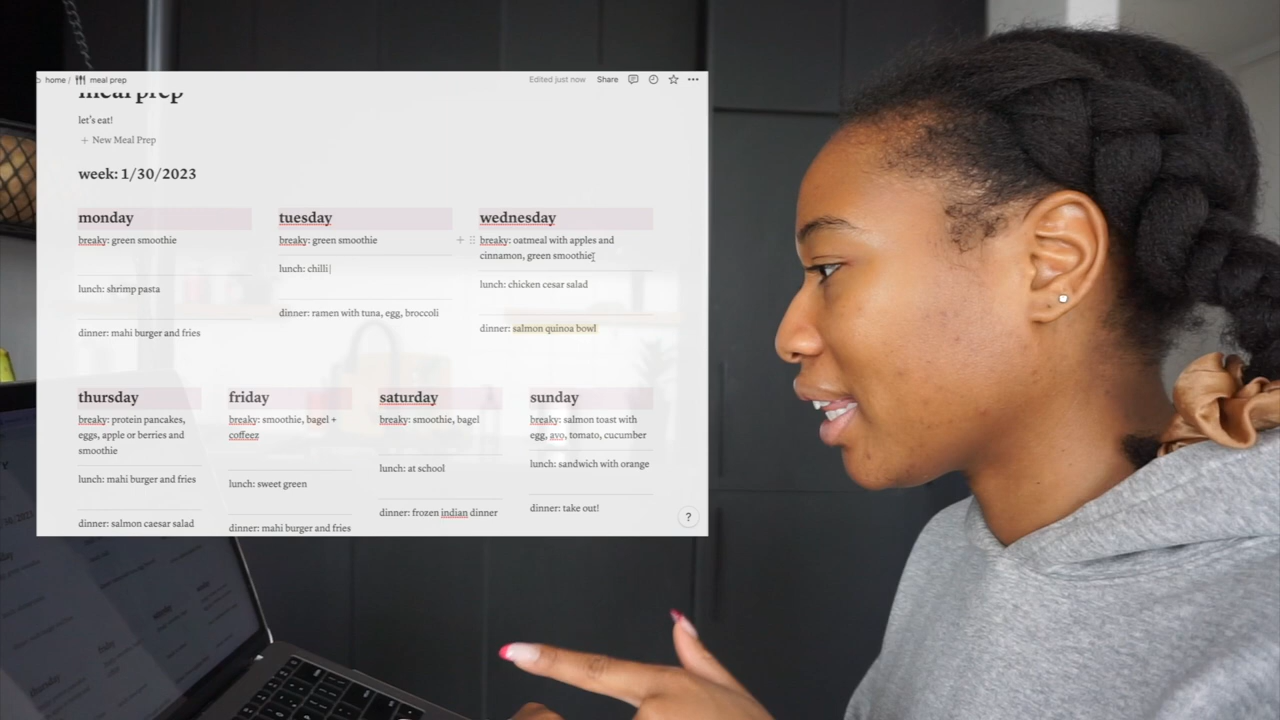 home / meal prep
Edited just now Share
meal prep
let's eat!
+ New Meal Prep
week: 1/30/2023
monday
breaky: green smoothie
lunch: shrimp pasta
dinner: mahi burger and fries
tuesday
breaky: green smoothie
lunch: chilli
dinner: ramen with tuna, egg, broccoli
wednesday
breaky: oatmeal with apples and
cinnamon, green smoothie
lunch: chicken cesar salad
dinner: salmon quinoa bowl
thursday
breaky: protein pancakes,
eggs, apple or berries and
smoothie
lunch: mahi burger and fries
dinner: salmon caesar salad
friday
breaky: smoothie, bagel +
coffeez
lunch: sweet green
dinner: mahi burger and fries
saturday
breaky: smoothie, bagel
lunch: at school
dinner: frozen indian dinner
sunday
breaky: salmon toast with
egg, avo, tomato, cucumber
lunch: sandwich with orange
dinner: take out!
?